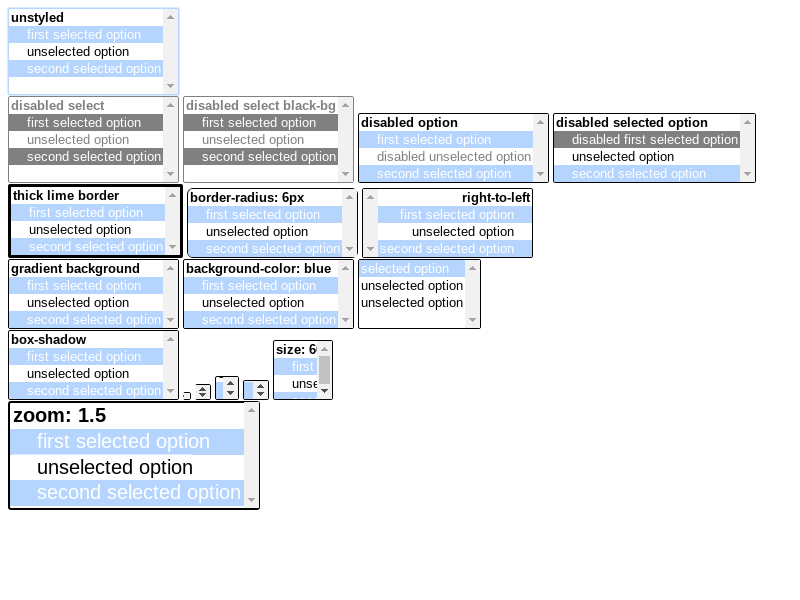 unstyled
first selected option
unselected option
second selected option
disabled select
first selected option
unselected option
second selected option
disabled select black-bg
first selected option
unselected option
second selected option
disabled option
first selected option
disabled unselected option
second selected option
disabled selected option
disabled first selected option
unselected option
second selected option
thick lime border
first selected option
unselected option
second selected option
border-radius: 6px
first selected option
unselected option
second selected option
right-to-left
first selected option
unselected option
second selected option
gradient background
first selected option
unselected option
second selected option
background-color: blue
first selected option
unselected option
second selected option
selected option
unselected option
unselected option
box-shadow
first selected option
unselected option
second selected option
size: 6
first
unse
zoom: 1.5
first selected option
unselected option
second selected option